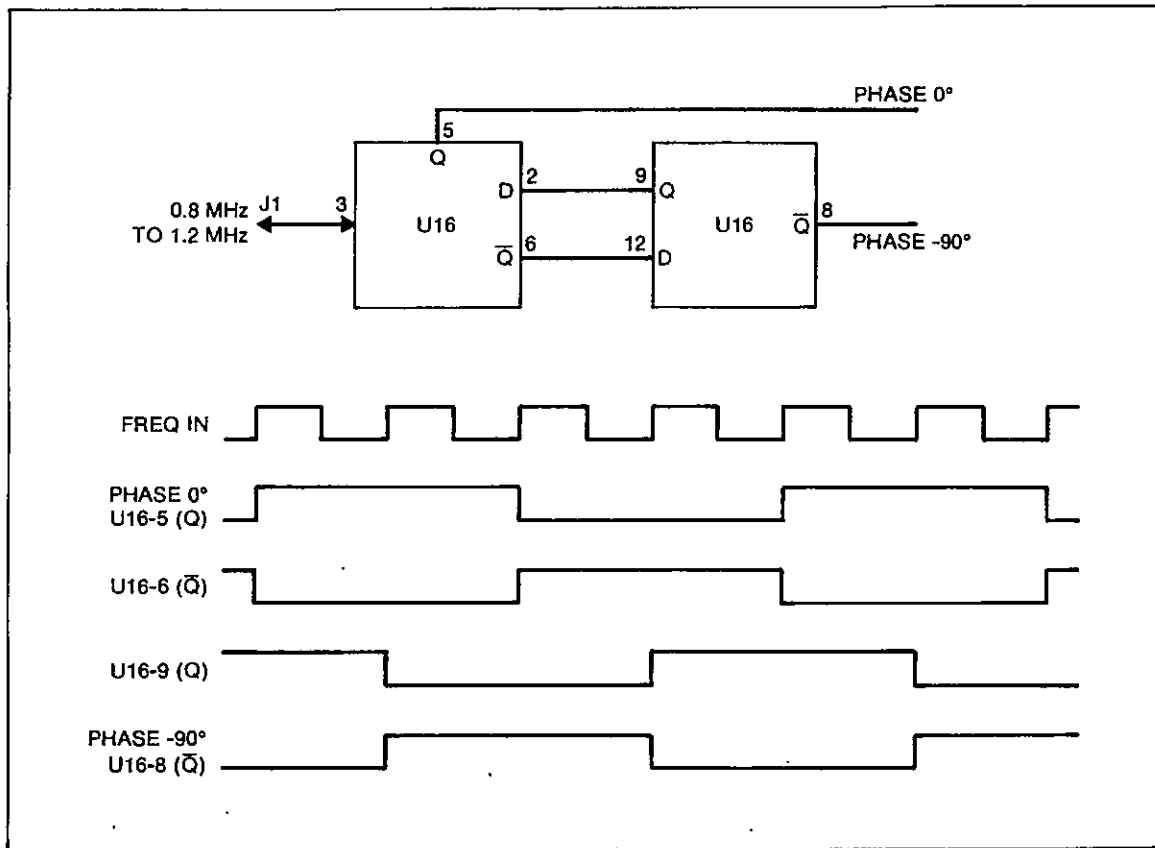 PHASE 0°
5
Q
0.8 MHz J1 3
TO 1.2 MHz
D 2 9 Q
U16 U16
Q̅ 8
Q̅ 6 12 D
PHASE -90°
FREQ IN
PHASE 0°
U16-5 (Q)
U16-6 (Q̅)
U16-9 (Q)
PHASE -90°
U16-8 (Q̅)